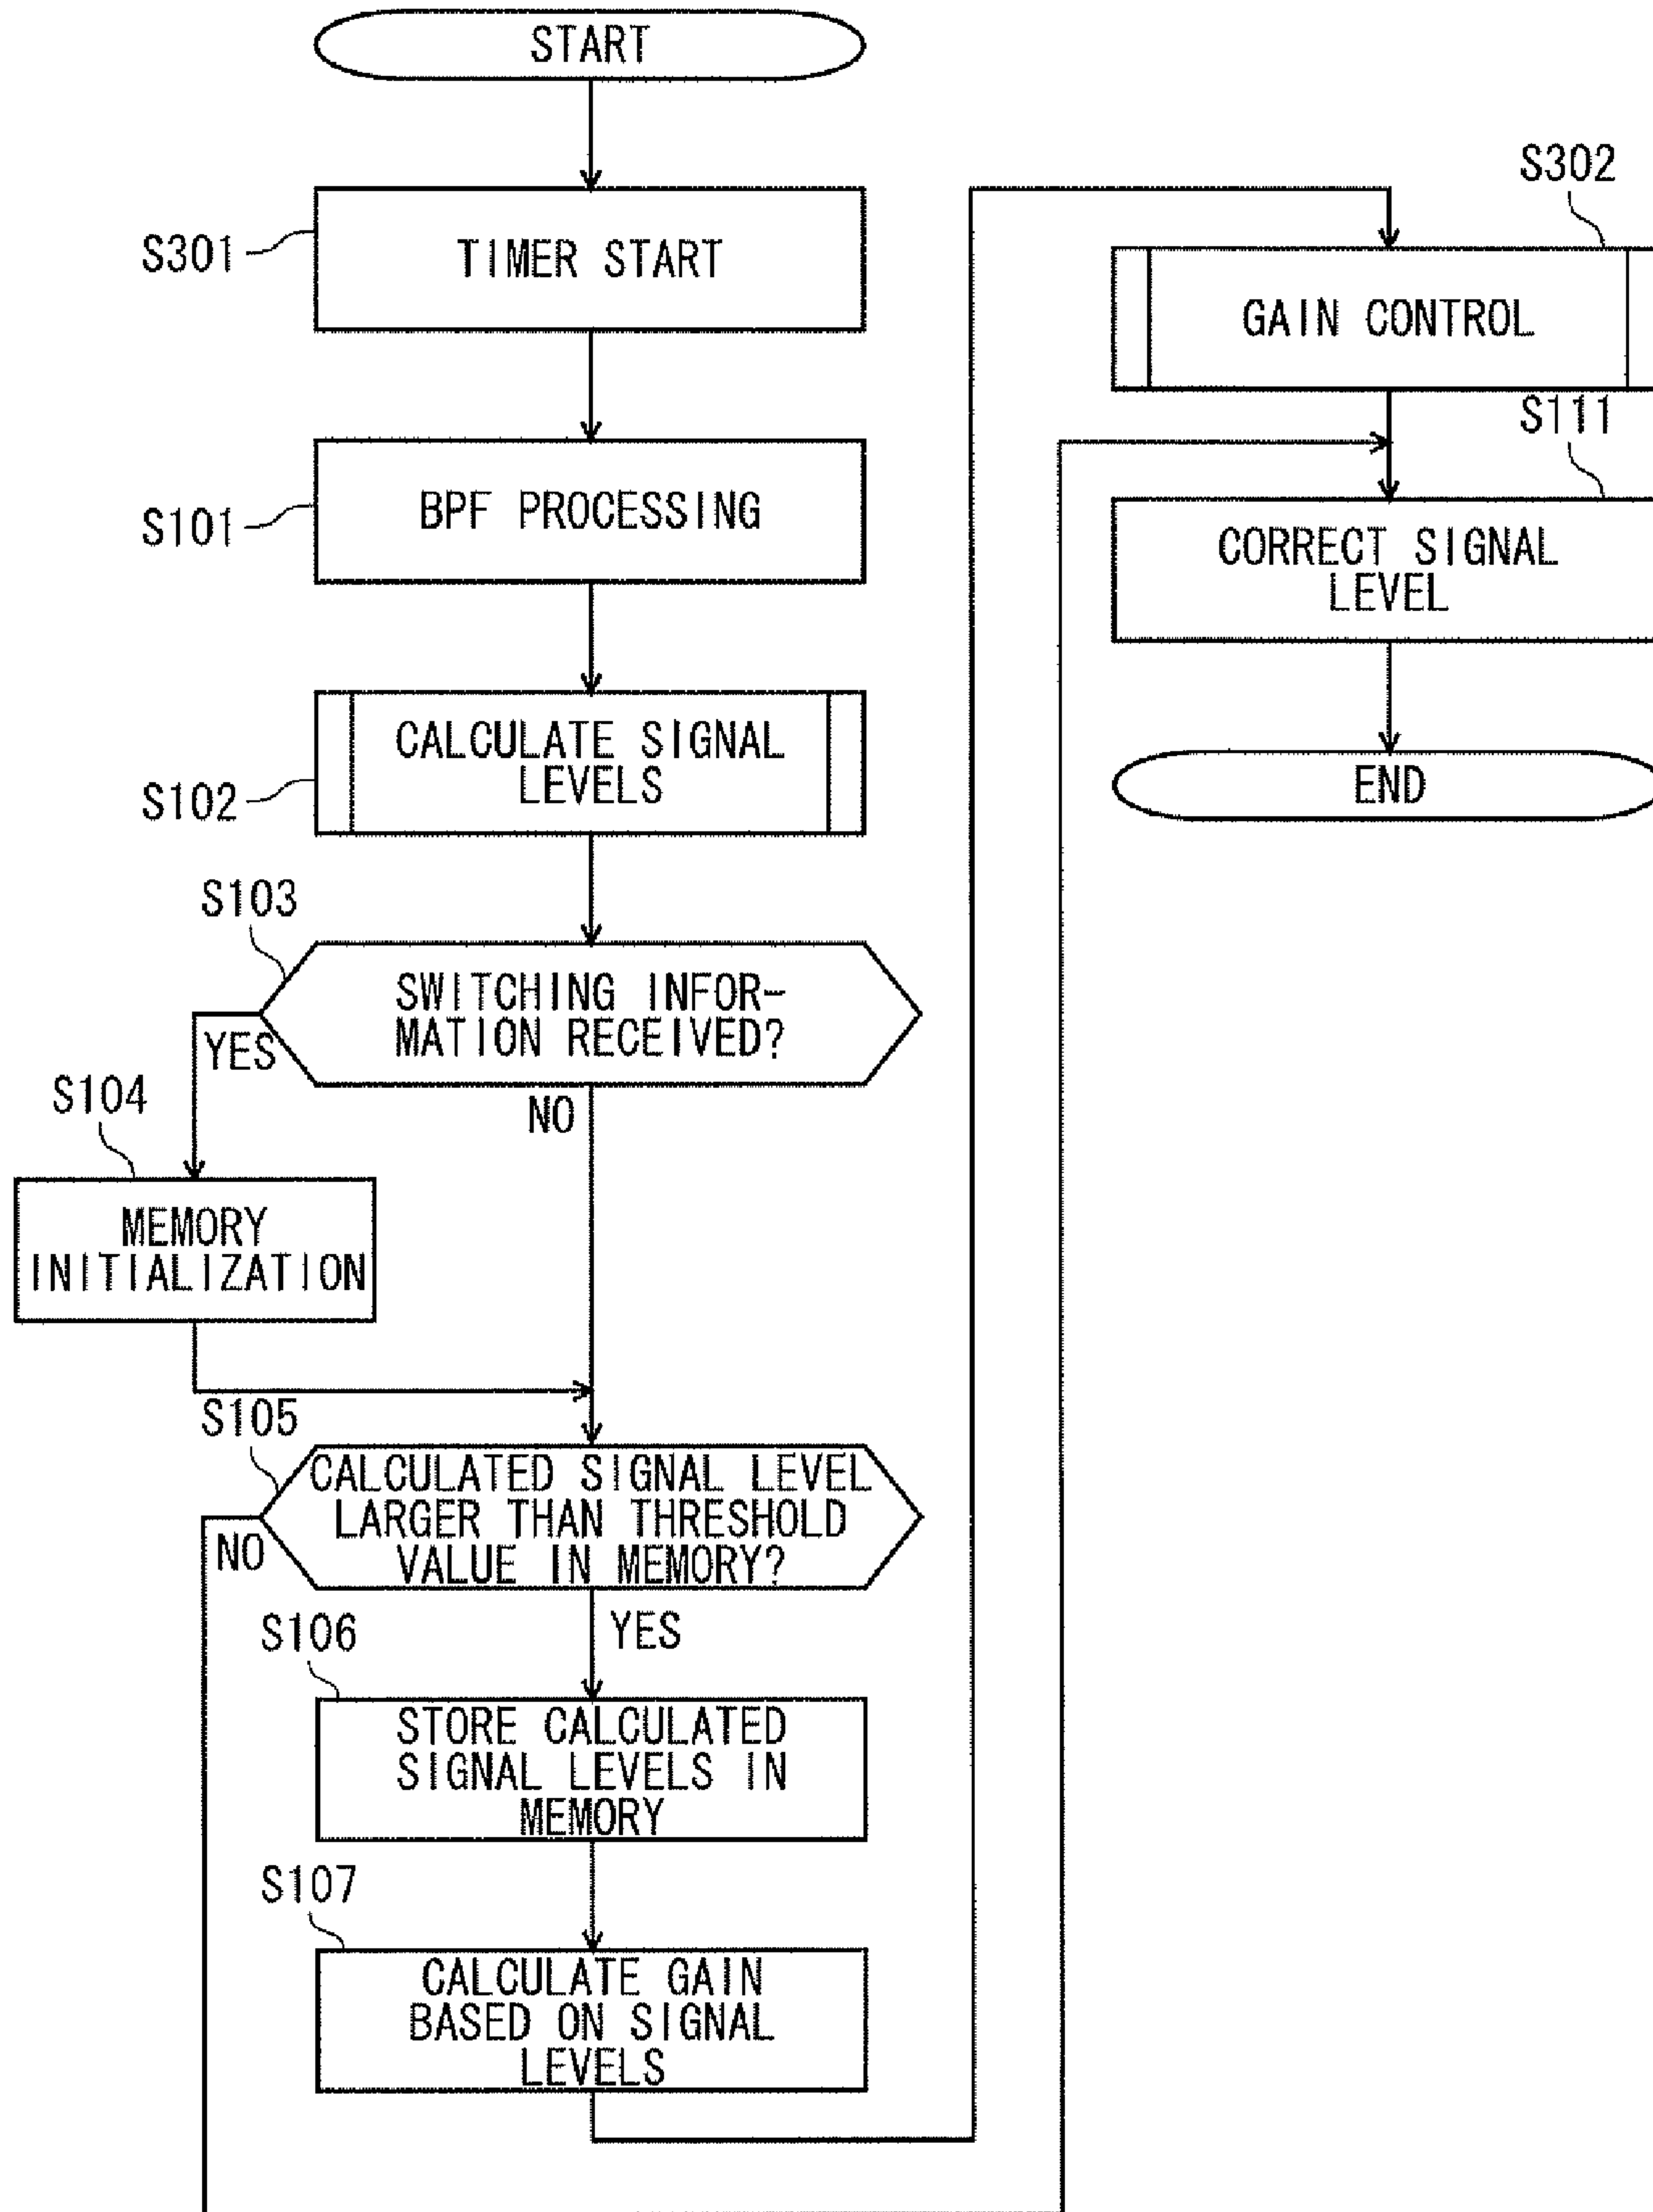 START
S301
TIMER START
S101
BPF PROCESSING
S102
CALCULATE SIGNAL
LEVELS
S103
SWITCHING INFOR-
MATION RECEIVED?
YES
NO
S104
MEMORY
INITIALIZATION
S105
CALCULATED SIGNAL LEVEL
LARGER THAN THRESHOLD
VALUE IN MEMORY?
NO
YES
S106
STORE CALCULATED
SIGNAL LEVELS IN
MEMORY
S107
CALCULATE GAIN
BASED ON SIGNAL
LEVELS
S302
GAIN CONTROL
S111
CORRECT SIGNAL
LEVEL
END